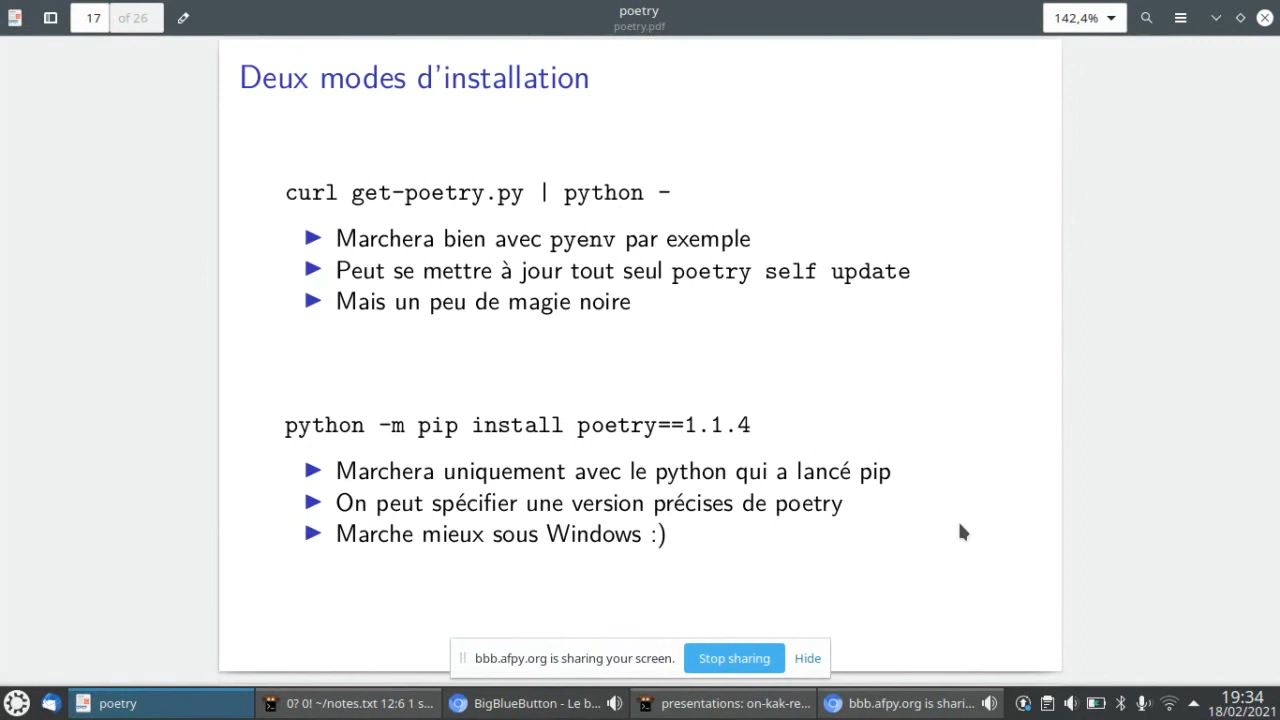 17
of 26
poetry
poetry.pdf
142,4%
Deux modes d'installation
curl get-poetry.py | python -
Marchera bien avec pyenv par exemple
Peut se mettre à jour tout seul poetry self update
Mais un peu de magie noire
python -m pip install poetry==1.1.4
Marchera uniquement avec le python qui a lancé pip
On peut spécifier une version précises de poetry
Marche mieux sous Windows :)
bbb.afpy.org is sharing your screen.
Stop sharing
Hide
poetry
0? 0! ~/notes.txt 12:6 1 s...
BigBlueButton - Le b...
presentations: on-kak-re...
bbb.afpy.org is shari...
19:34
18/02/2021